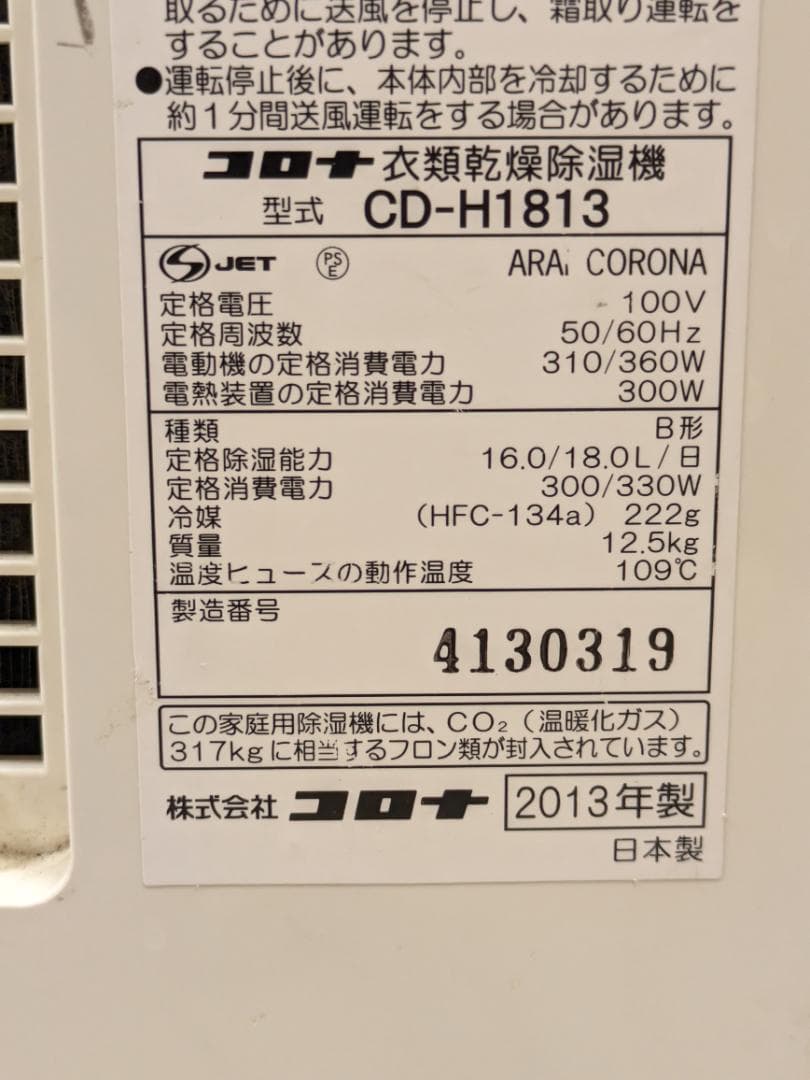 取るために送風を停止し、霜取り運転を
することがあります。
●運転停止後に、本体内部を冷却するために
約1分間送風運転をする場合があります。
コロナ衣類乾燥除湿機
型式 CD-H1813
S JET PSE ARAi CORONA
定格電圧 100V
定格周波数 50/60Hz
電動機の定格消費電力 310/360W
電熱装置の定格消費電力 300W
種類 B形
定格除湿能力 16.0/18.0L/日
定格消費電力 300/330W
冷媒 (HFC-134a) 222g
質量 12.5kg
温度ヒューズの動作温度 109℃
製造番号
4130319
この家庭用除湿機には、CO₂(温暖化ガス)
317kgに相当するフロン類が封入されています。
株式会社 コロナ 2013年製
日本製